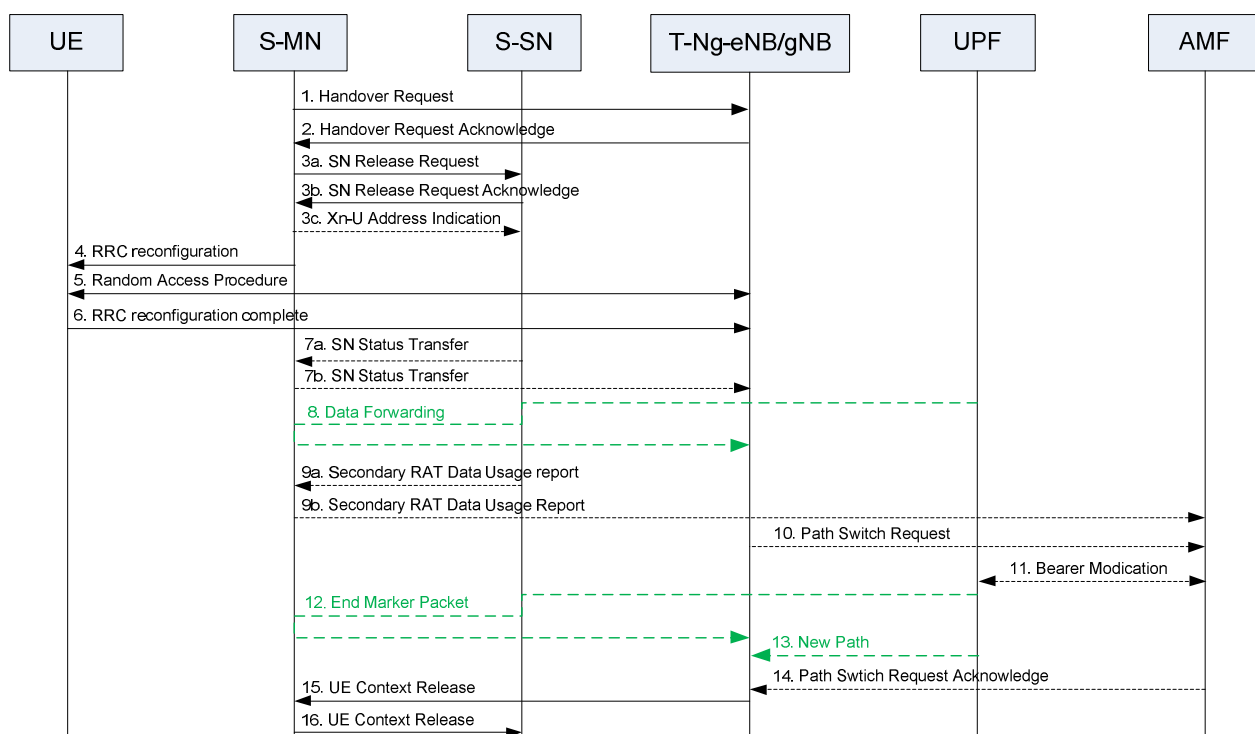 UE
S-MN
S-SN
T-Ng-eNB/gNB
UPF
AMF
1. Handover Request
2. Handover Request Acknowledge
3a. SN Release Request
3b. SN Release Request Acknowledge
3c. Xn-U Address Indication
4. RRC reconfiguration
5. Random Access Procedure
6. RRC reconfiguration complete
7a. SN Status Transfer
7b. SN Status Transfer
8. Data Forwarding
9a. Secondary RAT Data Usage report
9b. Secondary RAT Data Usage Report
10. Path Switch Request
11. Bearer Modication
12. End Marker Packet
13. New Path
14. Path Swtich Request Acknowledge
15. UE Context Release
16. UE Context Release